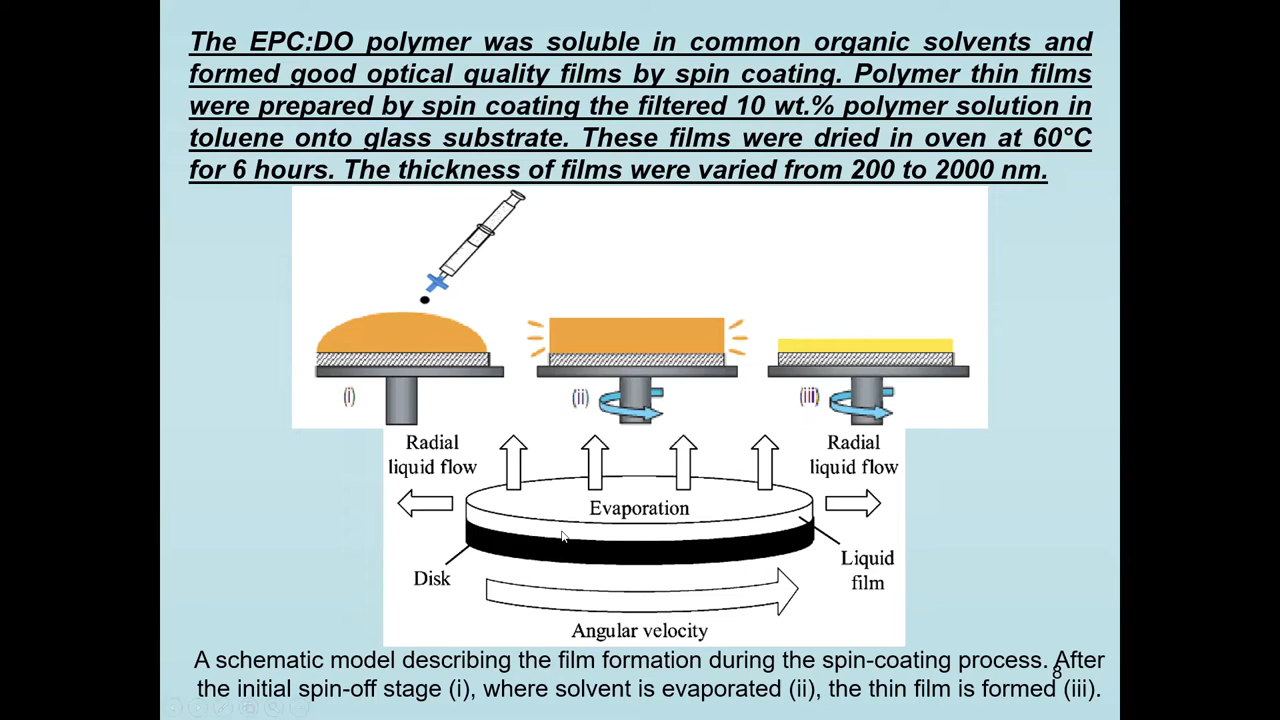 The EPC:DO polymer was soluble in common organic solvents and
formed good optical quality films by spin coating. Polymer thin films
were prepared by spin coating the filtered 10 wt.% polymer solution in
toluene onto glass substrate. These films were dried in oven at 60°C
for 6 hours. The thickness of films were varied from 200 to 2000 nm.
(i)
(ii)
(iii)
Radial
liquid flow
Radial
liquid flow
Evaporation
Disk
Liquid
film
Angular velocity
A schematic model describing the film formation during the spin-coating process. After
the initial spin-off stage (i), where solvent is evaporated (ii), the thin film is formed (iii).
8